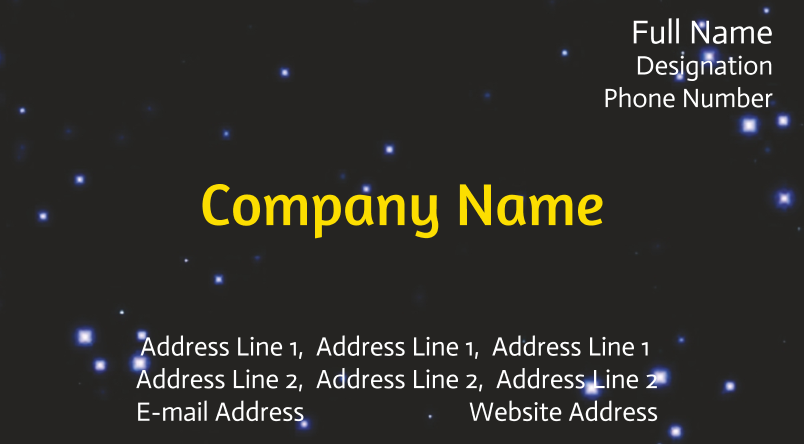 Full Name
Designation
Phone Number
Company Name
Address Line 1,  Address Line 1,  Address Line 1
Address Line 2,  Address Line 2,  Address Line 2
E-mail Address  Website Address